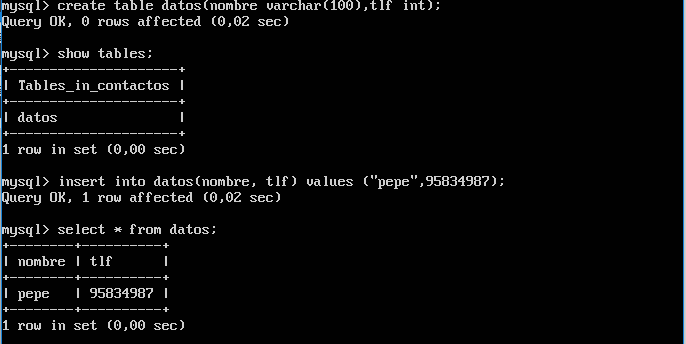 mysql> create table datos(nombre varchar(100),tlf int);
Query OK, 0 rows affected (0,02 sec)

mysql> show tables;
+---------------------+
| Tables_in_contactos |
+---------------------+
| datos               |
+---------------------+
1 row in set (0,00 sec)

mysql> insert into datos(nombre, tlf) values ("pepe",95834987);
Query OK, 1 row affected (0,02 sec)

mysql> select * from datos;
+--------+----------+
| nombre | tlf      |
+--------+----------+
| pepe   | 95834987 |
+--------+----------+
1 row in set (0,00 sec)